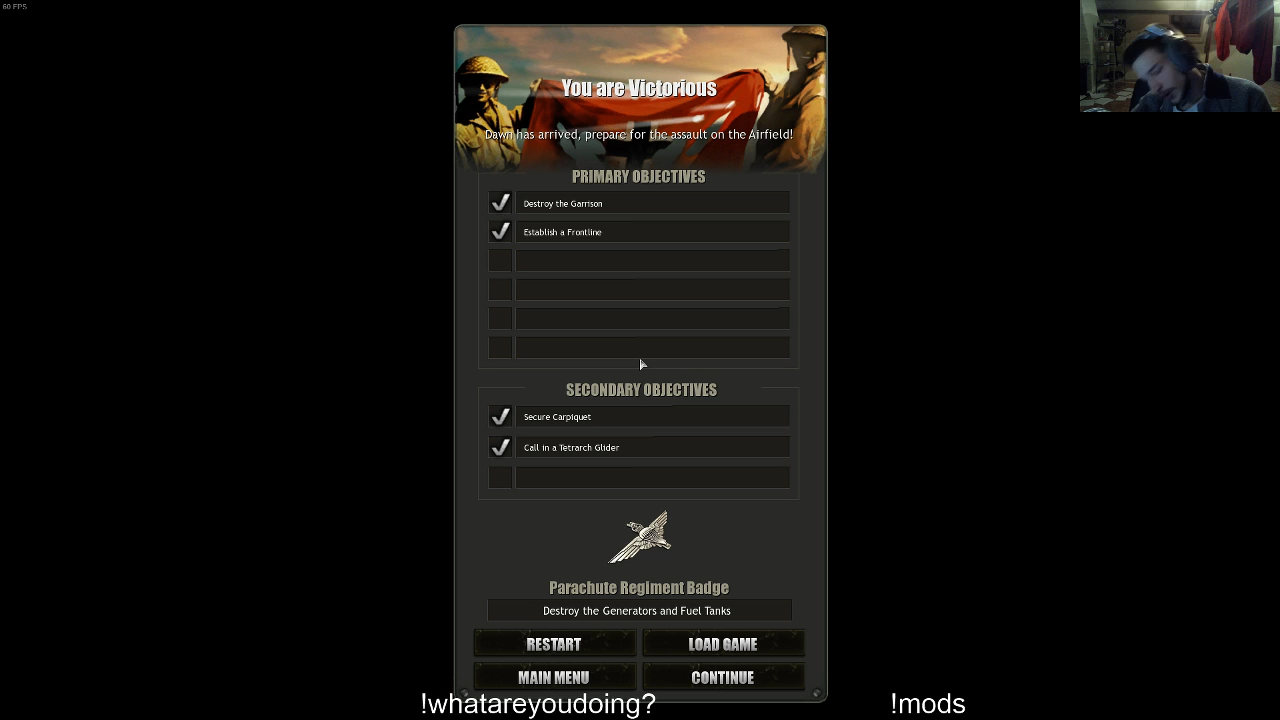 60 FPS
You are Victorious
Dawn has arrived, prepare for the assault on the Airfield!
PRIMARY OBJECTIVES
Destroy the Garrison
Establish a Frontline
SECONDARY OBJECTIVES
Secure Carpiquet
Call in a Tetrarch Glider
Parachute Regiment Badge
Destroy the Generators and Fuel Tanks
RESTART
LOAD GAME
MAIN MENU
CONTINUE
!whatareyoudoing?
!mods